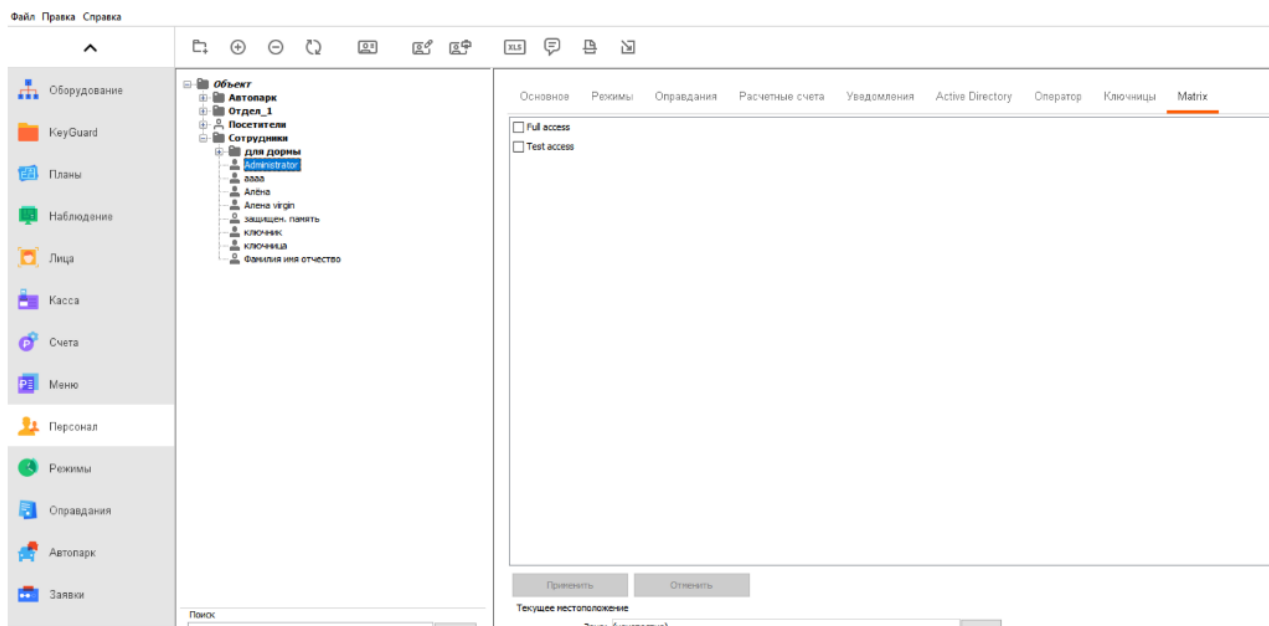 Файл Правка Справка
XLS
Оборудование
KeyGuard
Планы
Наблюдение
Лица
Касса
Счета
Меню
Персонал
Режимы
Оправдания
Автопарк
Заявки
Объект
Автопарк
Отдел_1
Посетители
Сотрудники
для дормы
Administrator
аааа
Алёна
Алена virgin
защищен. память
ключник
ключница
Фамилия имя отчество
Поиск
Основное Режимы Оправдания Расчетные счета Уведомления Active Directory Оператор Ключницы Matrix
Full access
Test access
Применить Отменить
Текущее местоположение